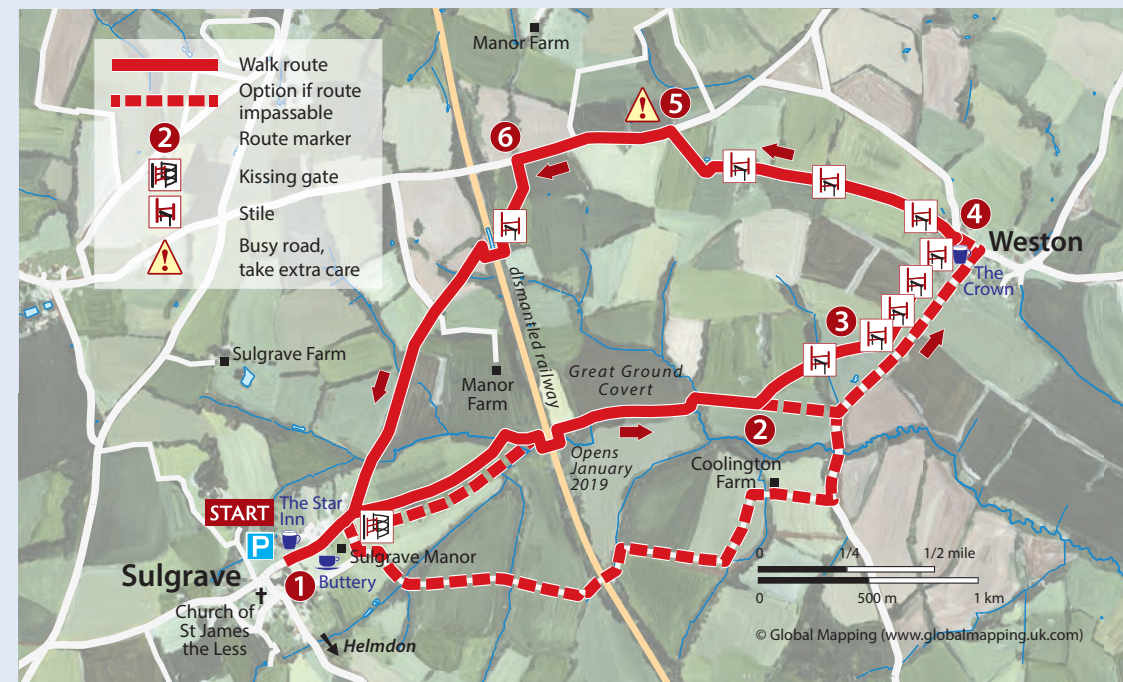 Walk route
Option if route
impassable
2
Route marker
Kissing gate
Stile
!
Busy road,
take extra care
Manor Farm
! 5
6
4
Weston
The
Crown
3
dismantled railway
Sulgrave Farm
Manor
Farm
Great Ground
Covert
2
Opens
January
2019
Coolington
Farm
START
The Star
Inn
P
Sulgrave Manor
Sulgrave
1
Buttery
Church of
St James
the Less
Helmdon
0 1/4 1/2 mile
0 500 m 1 km
© Global Mapping (www.globalmapping.uk.com)